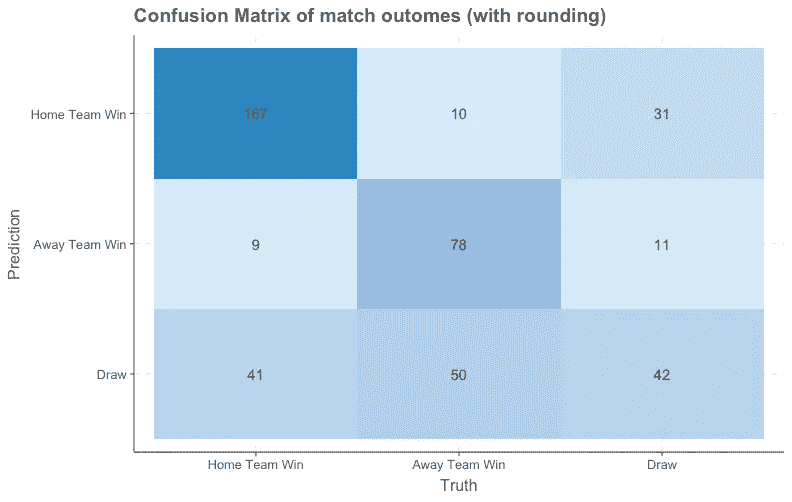 Confusion Matrix of match outomes (with rounding)
Prediction
Home Team Win 167 10 31
Away Team Win 9 78 11
Draw 41 50 42
Home Team Win Away Team Win Draw
Truth